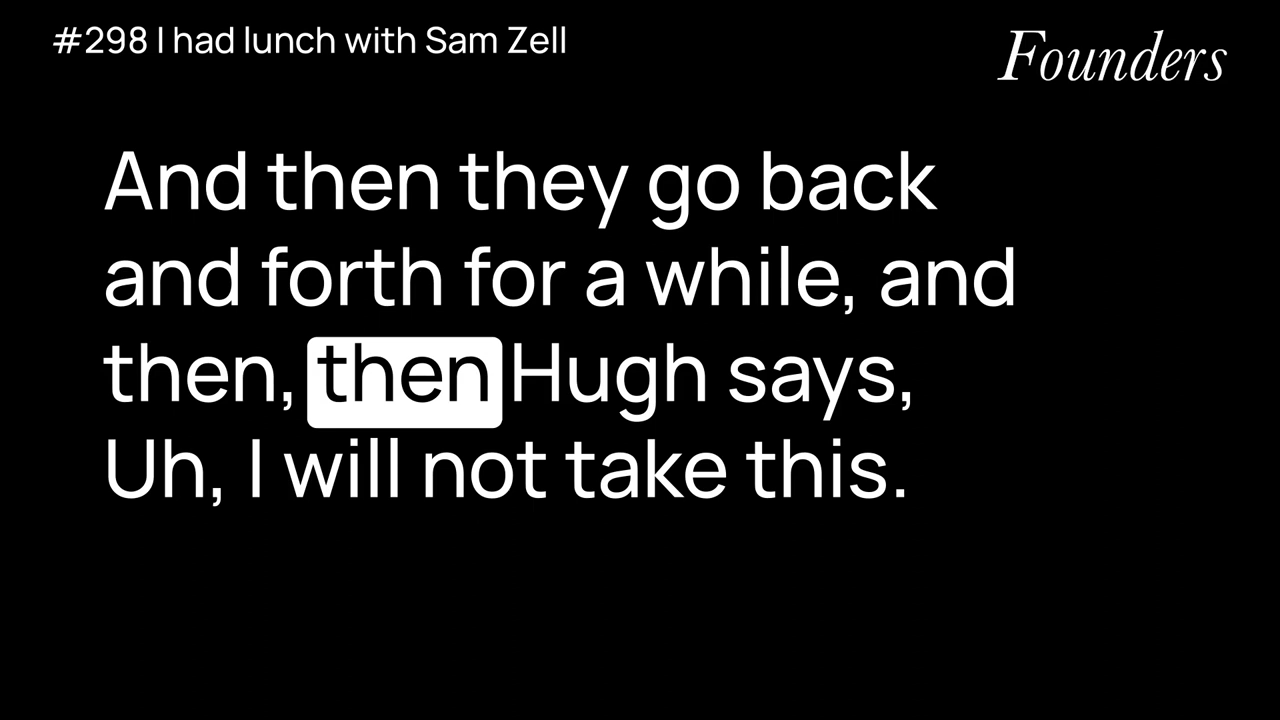 #298 I had lunch with Sam Zell
Founders
And then they go back
and forth for a while, and
then, then Hugh says,
Uh, I will not take this.